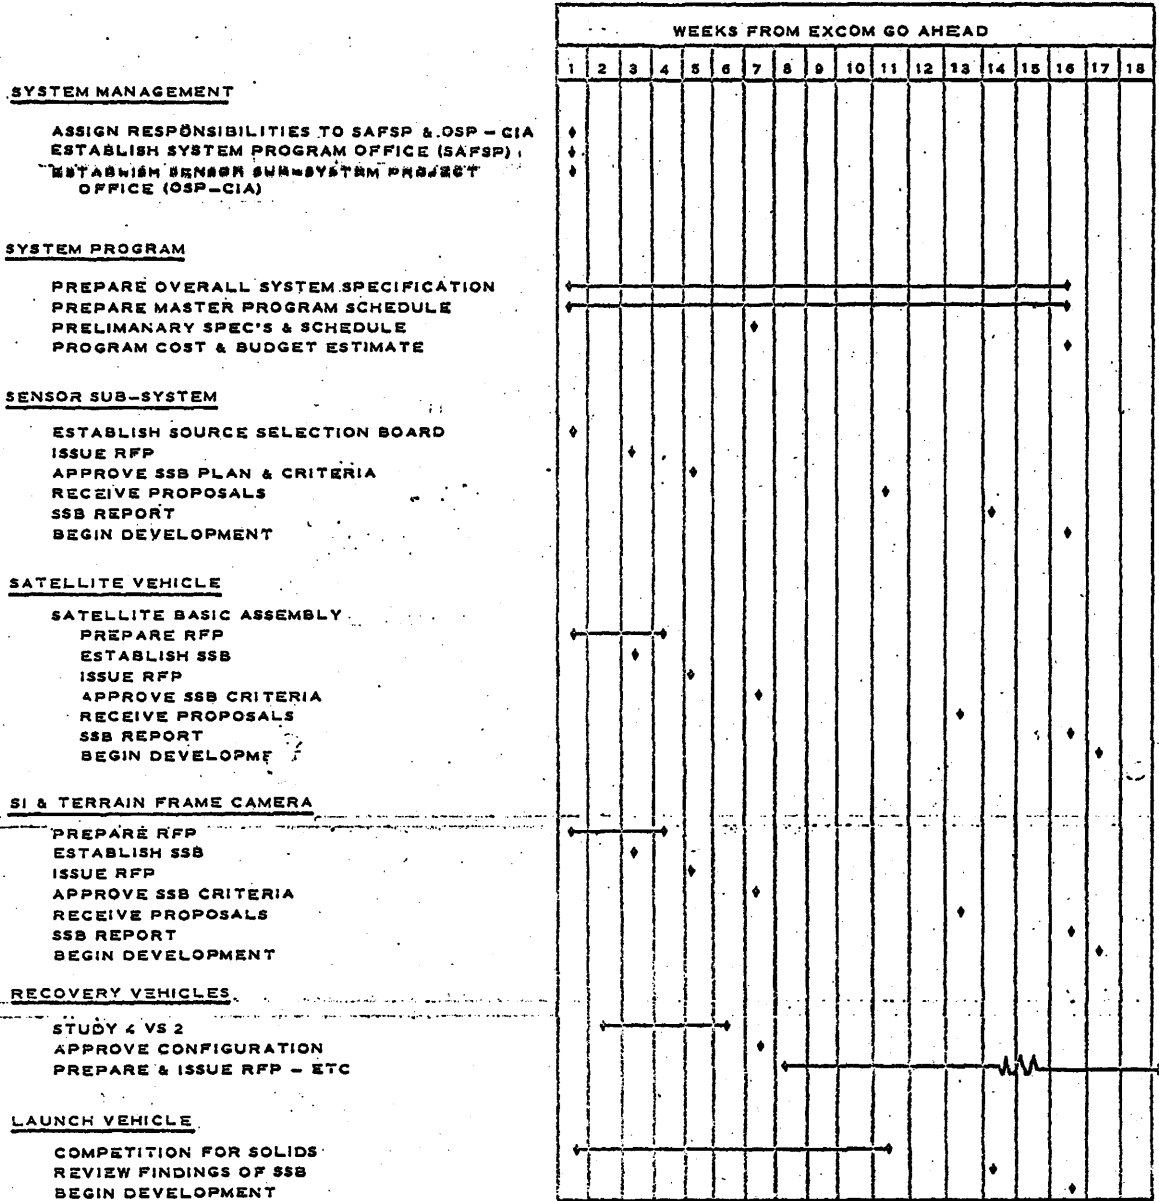 WEEKS FROM EXCOM GO AHEAD
1 2 3 4 5 6 7 8 9 10 11 12 13 14 15 16 17 18
SYSTEM MANAGEMENT
ASSIGN RESPONSIBILITIES TO SAFSP & OSP - CIA
ESTABLISH SYSTEM PROGRAM OFFICE (SAFSP)
ESTABLISH SENSOR SUB-SYSTEM PROJECT
OFFICE (OSP-CIA)
SYSTEM PROGRAM
PREPARE OVERALL SYSTEM SPECIFICATION
PREPARE MASTER PROGRAM SCHEDULE
PRELIMANARY SPEC'S & SCHEDULE
PROGRAM COST & BUDGET ESTIMATE
SENSOR SUB-SYSTEM
ESTABLISH SOURCE SELECTION BOARD
ISSUE RFP
APPROVE SSB PLAN & CRITERIA
RECEIVE PROPOSALS
SSB REPORT
BEGIN DEVELOPMENT
SATELLITE VEHICLE
SATELLITE BASIC ASSEMBLY
PREPARE RFP
ESTABLISH SSB
ISSUE RFP
APPROVE SSB CRITERIA
RECEIVE PROPOSALS
SSB REPORT
BEGIN
SI & TERRAIN FRAME CAMERA
PREPARE RFP
ESTABLISH SSB
ISSUE RFP
APPROVE SSB CRITERIA
RECEIVE PROPOSALS
SSB REPORT
BEGIN DEVELOPMENT
RECOVERY VEHICLES
STUDY 4 VS 2
APPROVE CONFIGURATION
PREPARE & ISSUE RFP - ETC
LAUNCH VEHICLE
COMPETITION FOR SOLIDS
REVIEW FINDINGS OF SSB
BEGIN DEVELOPMENT